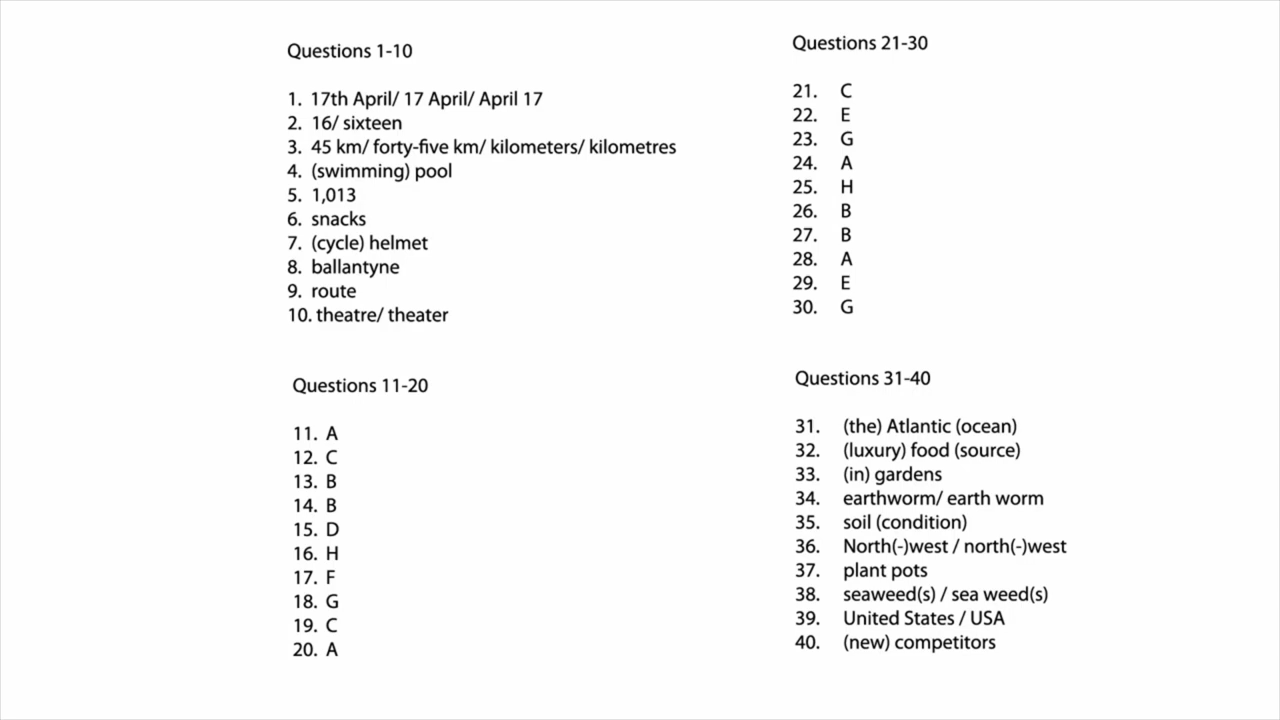 Questions 1-10
1. 17th April/ 17 April/ April 17
2. 16/ sixteen
3. 45 km/ forty-five km/ kilometers/ kilometres
4. (swimming) pool
5. 1,013
6. snacks
7. (cycle) helmet
8. ballantyne
9. route
10. theatre/ theater
Questions 11-20
11. A
12. C
13. B
14. B
15. D
16. H
17. F
18. G
19. C
20. A
Questions 21-30
21. C
22. E
23. G
24. A
25. H
26. B
27. B
28. A
29. E
30. G
Questions 31-40
31. (the) Atlantic (ocean)
32. (luxury) food (source)
33. (in) gardens
34. earthworm/ earth worm
35. soil (condition)
36. North(-)west / north(-)west
37. plant pots
38. seaweed(s) / sea weed(s)
39. United States / USA
40. (new) competitors